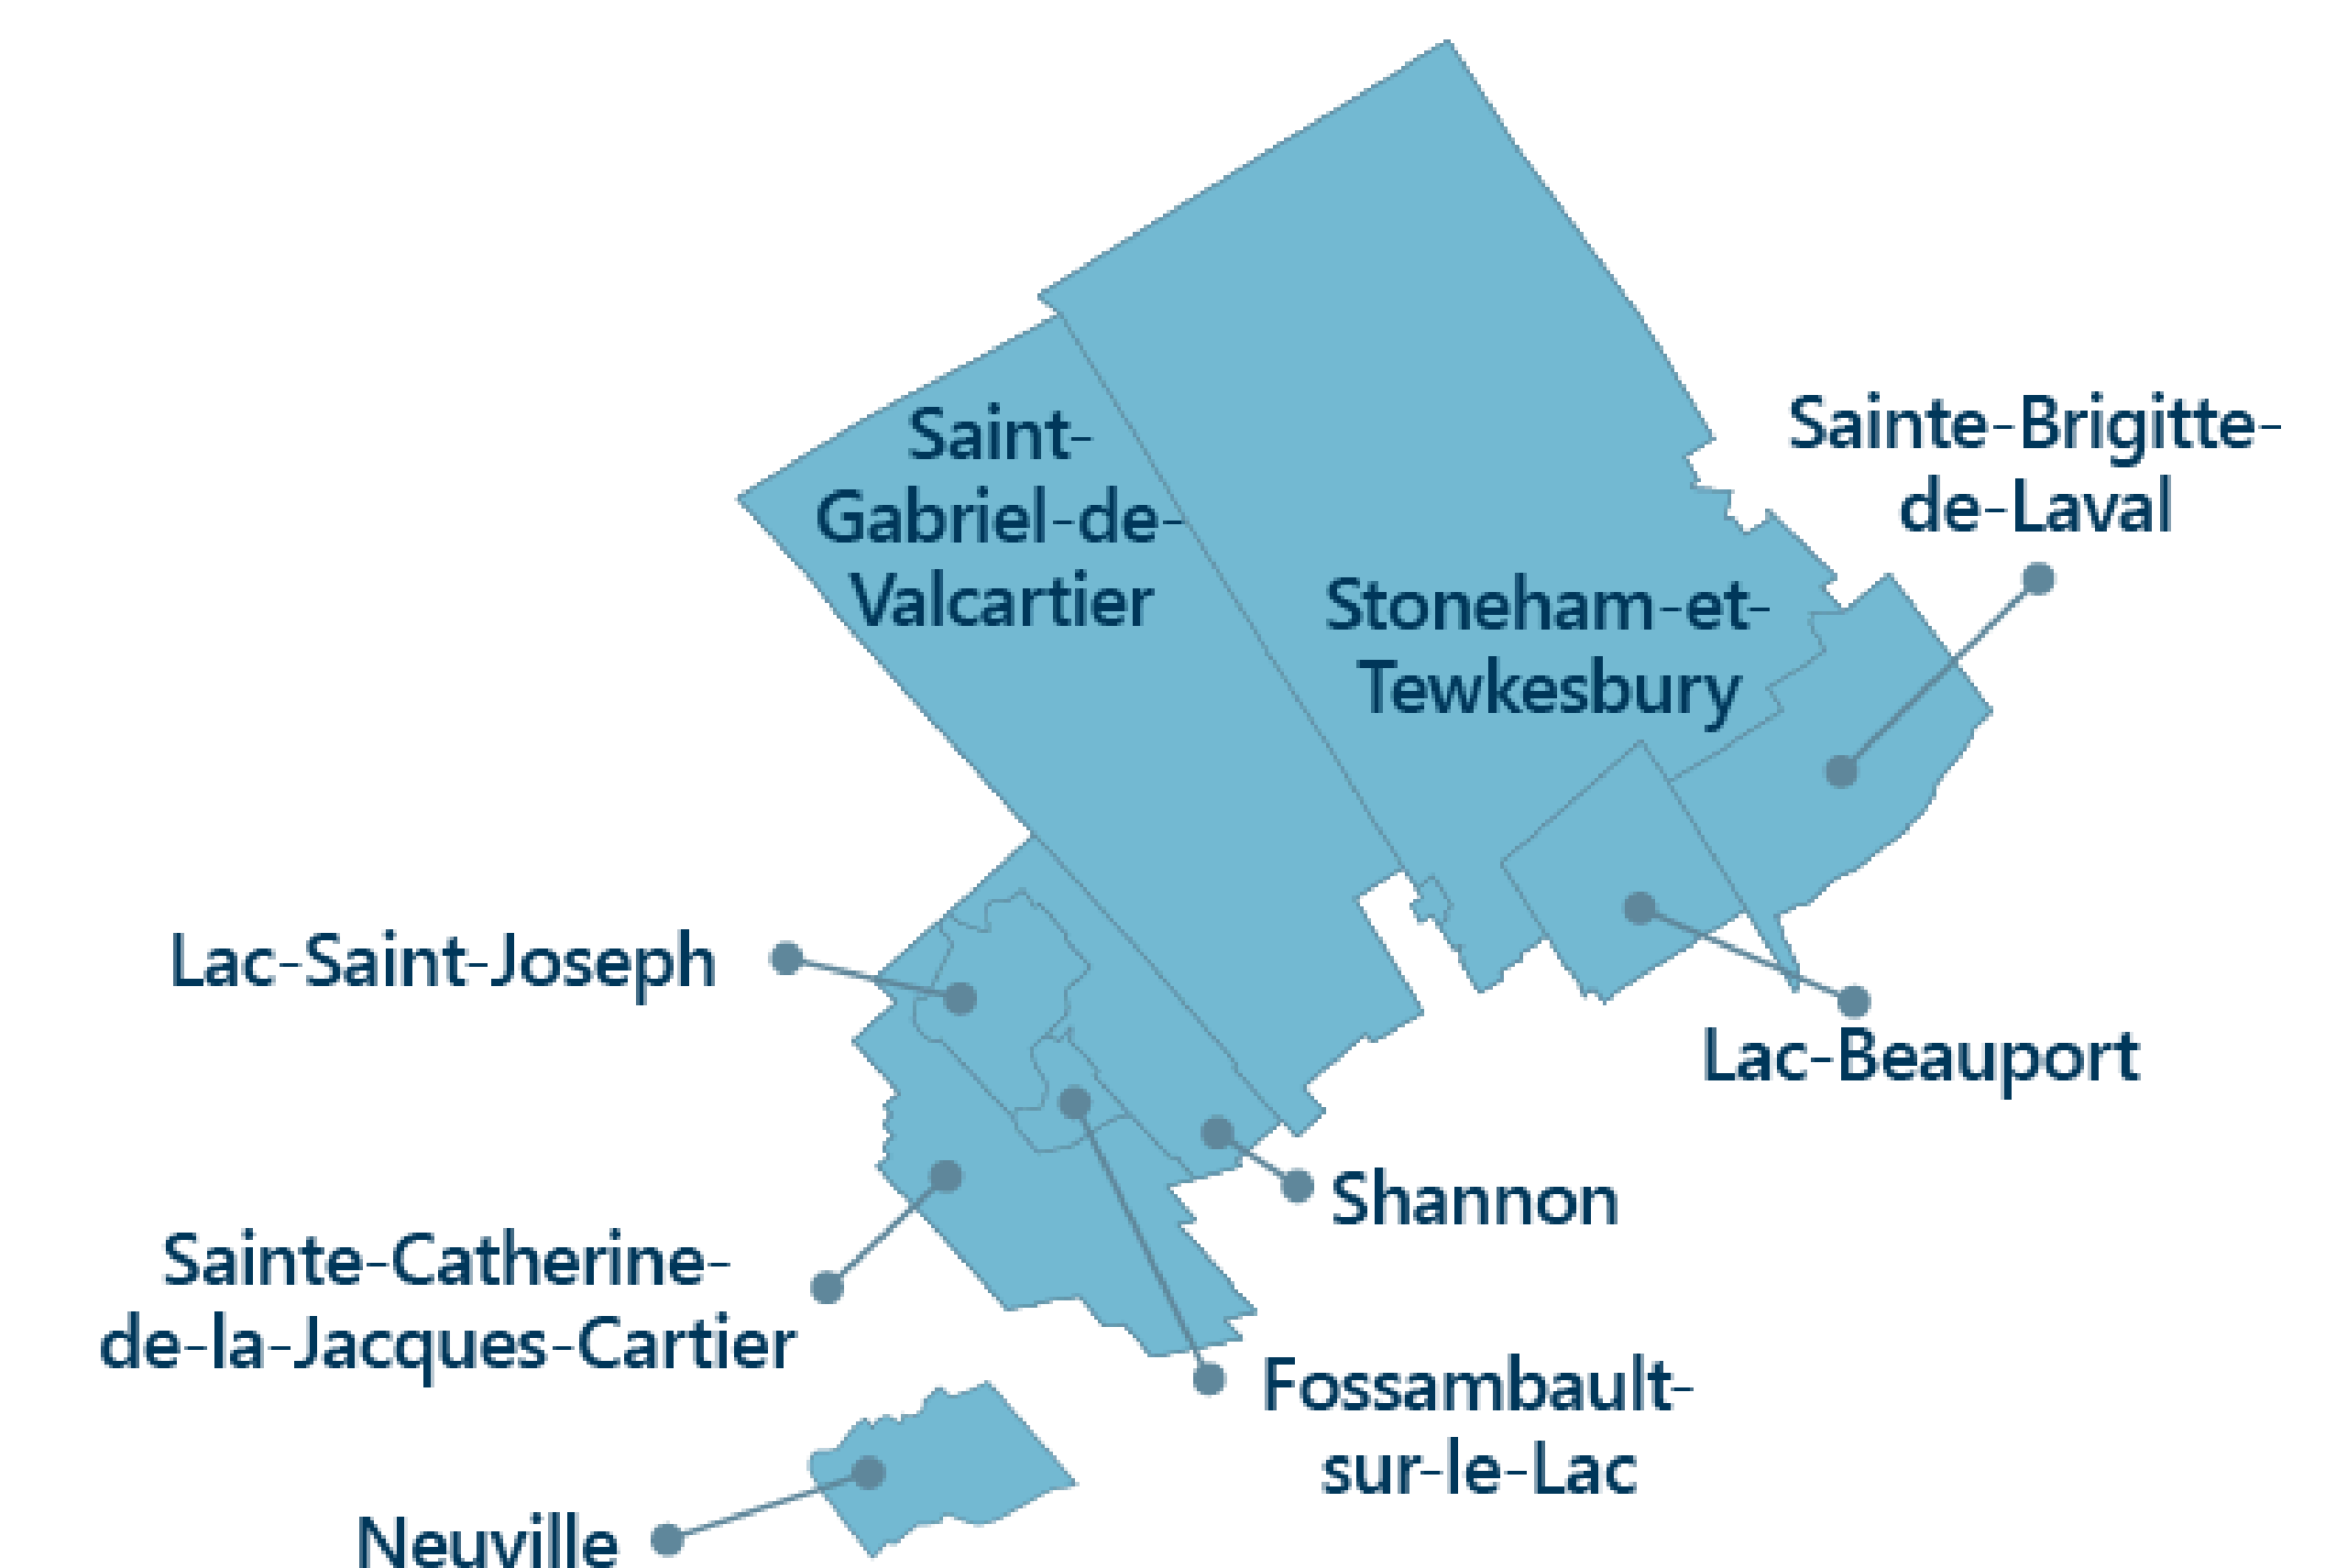 Saint-
Gabriel-de-
Valcartier
Stoneham-et-
Tewkesbury
Sainte-Brigitte-
de-Laval
Lac-Saint-Joseph
Lac-Beauport
Shannon
Sainte-Catherine-
de-la-Jacques-Cartier
Fossambault-
sur-le-Lac
Neuville